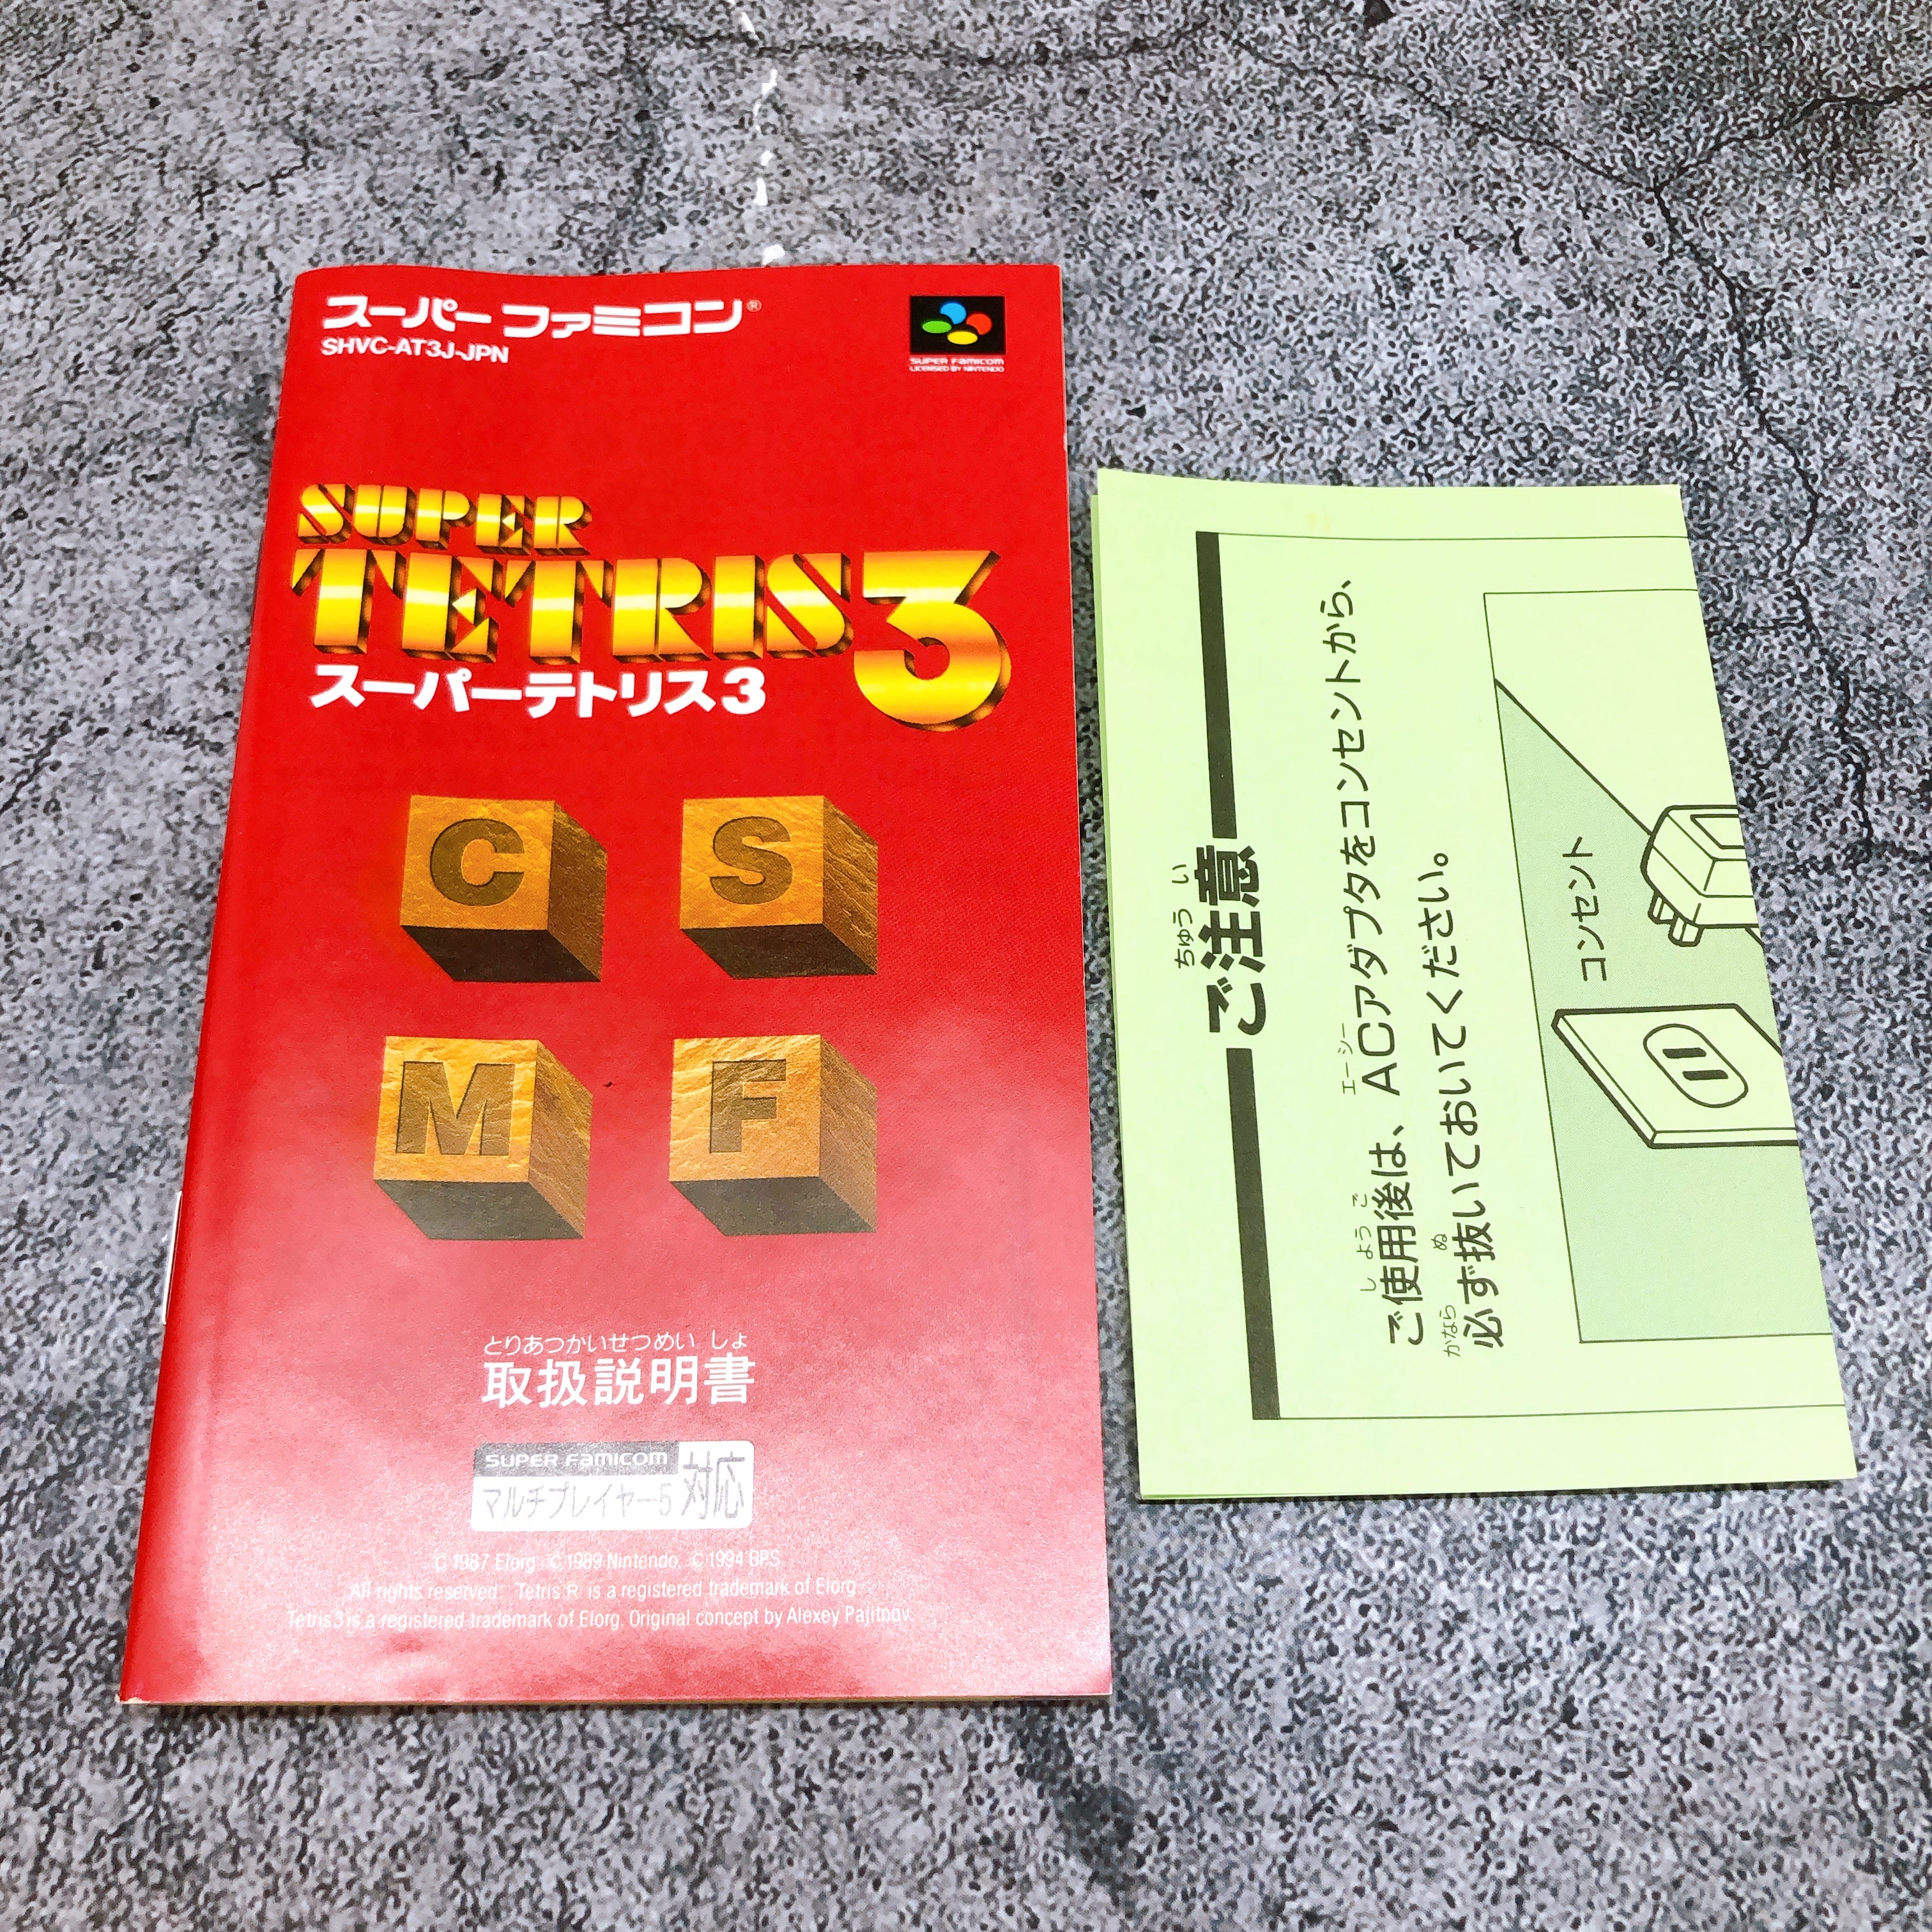 スーパー ファミコン®
SHVC-AT3J-JPN
SUPER FAMICOM
LICENSED BY NINTENDO
SUPER
TETRIS 3
スーパーテトリス3
C
S
M
F
とりあつかいせつめいしょ
取扱説明書
SUPER FAMICOM
マルチプレイヤー5 対応
© 1987 Elorg © 1989 Nintendo, © 1994 BPS
All rights reserved. Tetris R is a registered trademark of Elorg
Tetris3 is a registered trademark of Elorg. Original concept by Alexey Pajitnov.
ちゅう い
ご注意
し よう ご エーシー
ご使用後は、ACアダプタをコンセントから、
かなら ぬ
必ず抜いておいてください。
コンセント